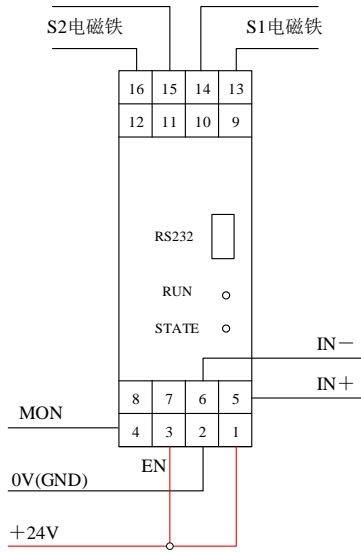 S2电磁铁 S1电磁铁
16 15 14 13
12 11 10 9
RS232
RUN
STATE
IN－
IN＋
8 7 6 5
MON
4 3 2 1
EN
0V(GND)
＋24V